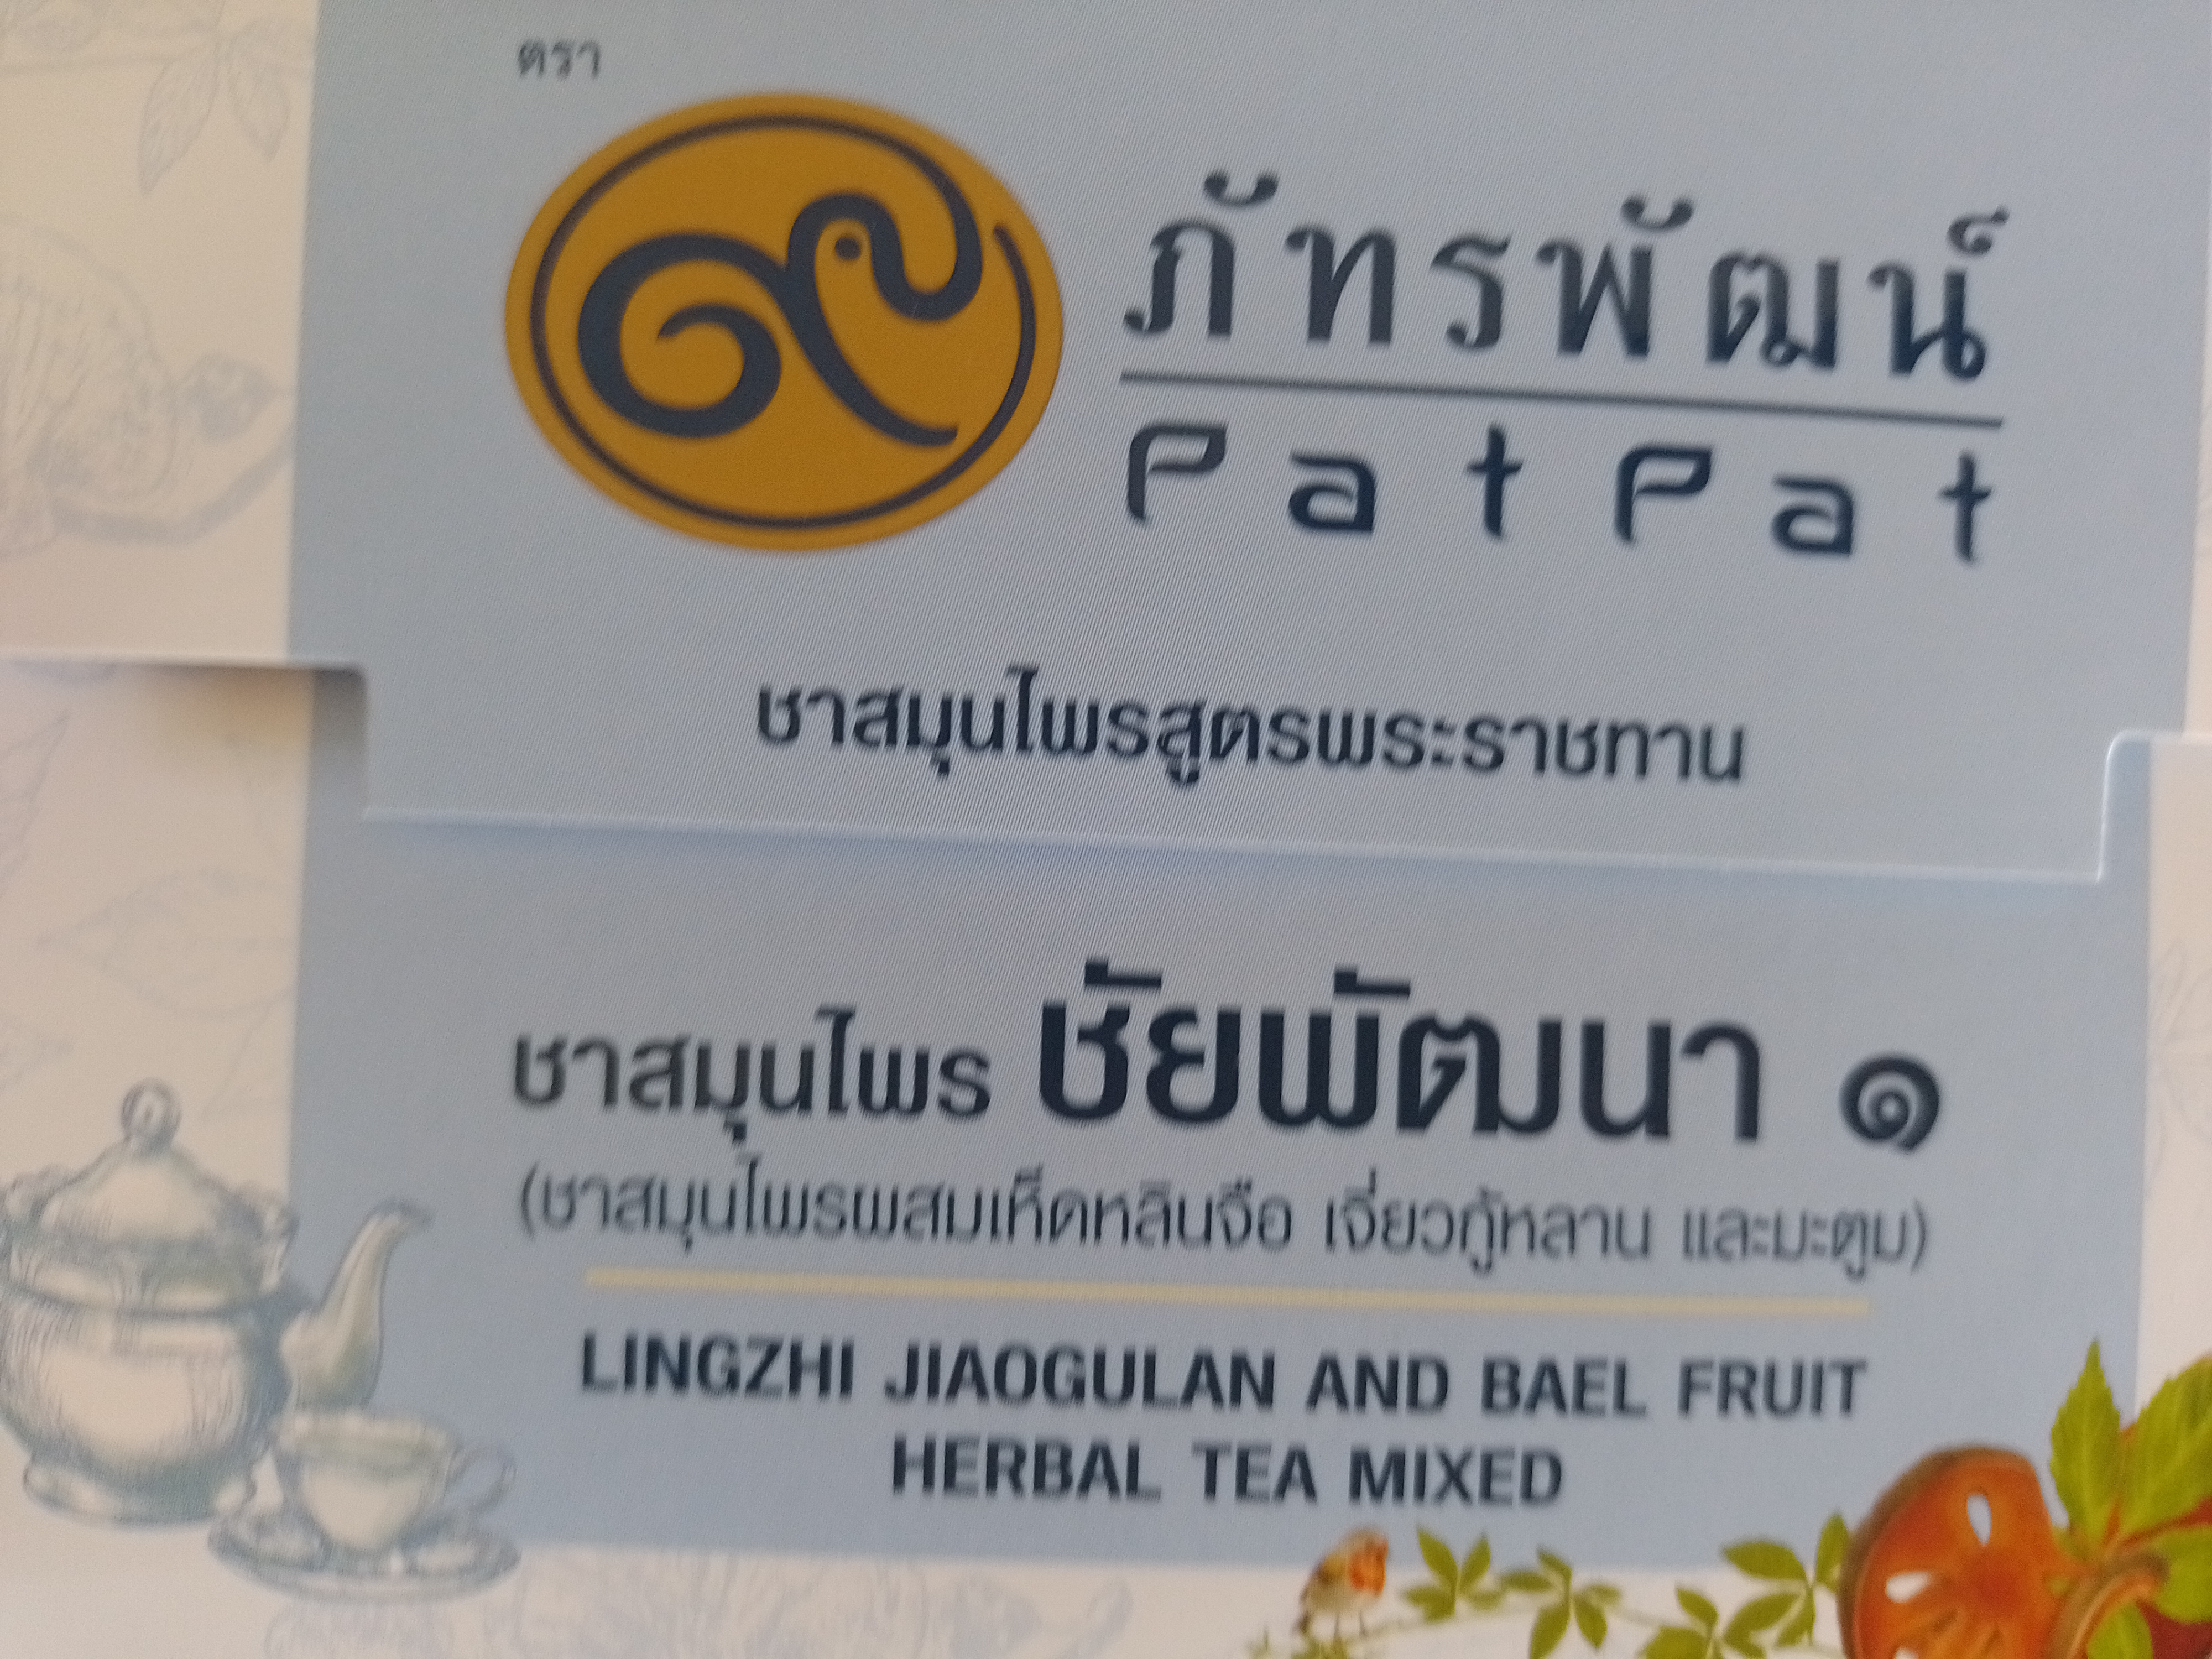 ตรา
ภัทรพัฒน์
PatPat
ชาสมุนไพรสูตรพระราชทาน
ชาสมุนไพร ชัยพัฒนา ๑
(ชาสมุนไพรผสมเห็ดหลินจือ เจี่ยวกู้หลาน และมะตูม)
LINGZHI JIAOGULAN AND BAEL FRUIT
HERBAL TEA MIXED